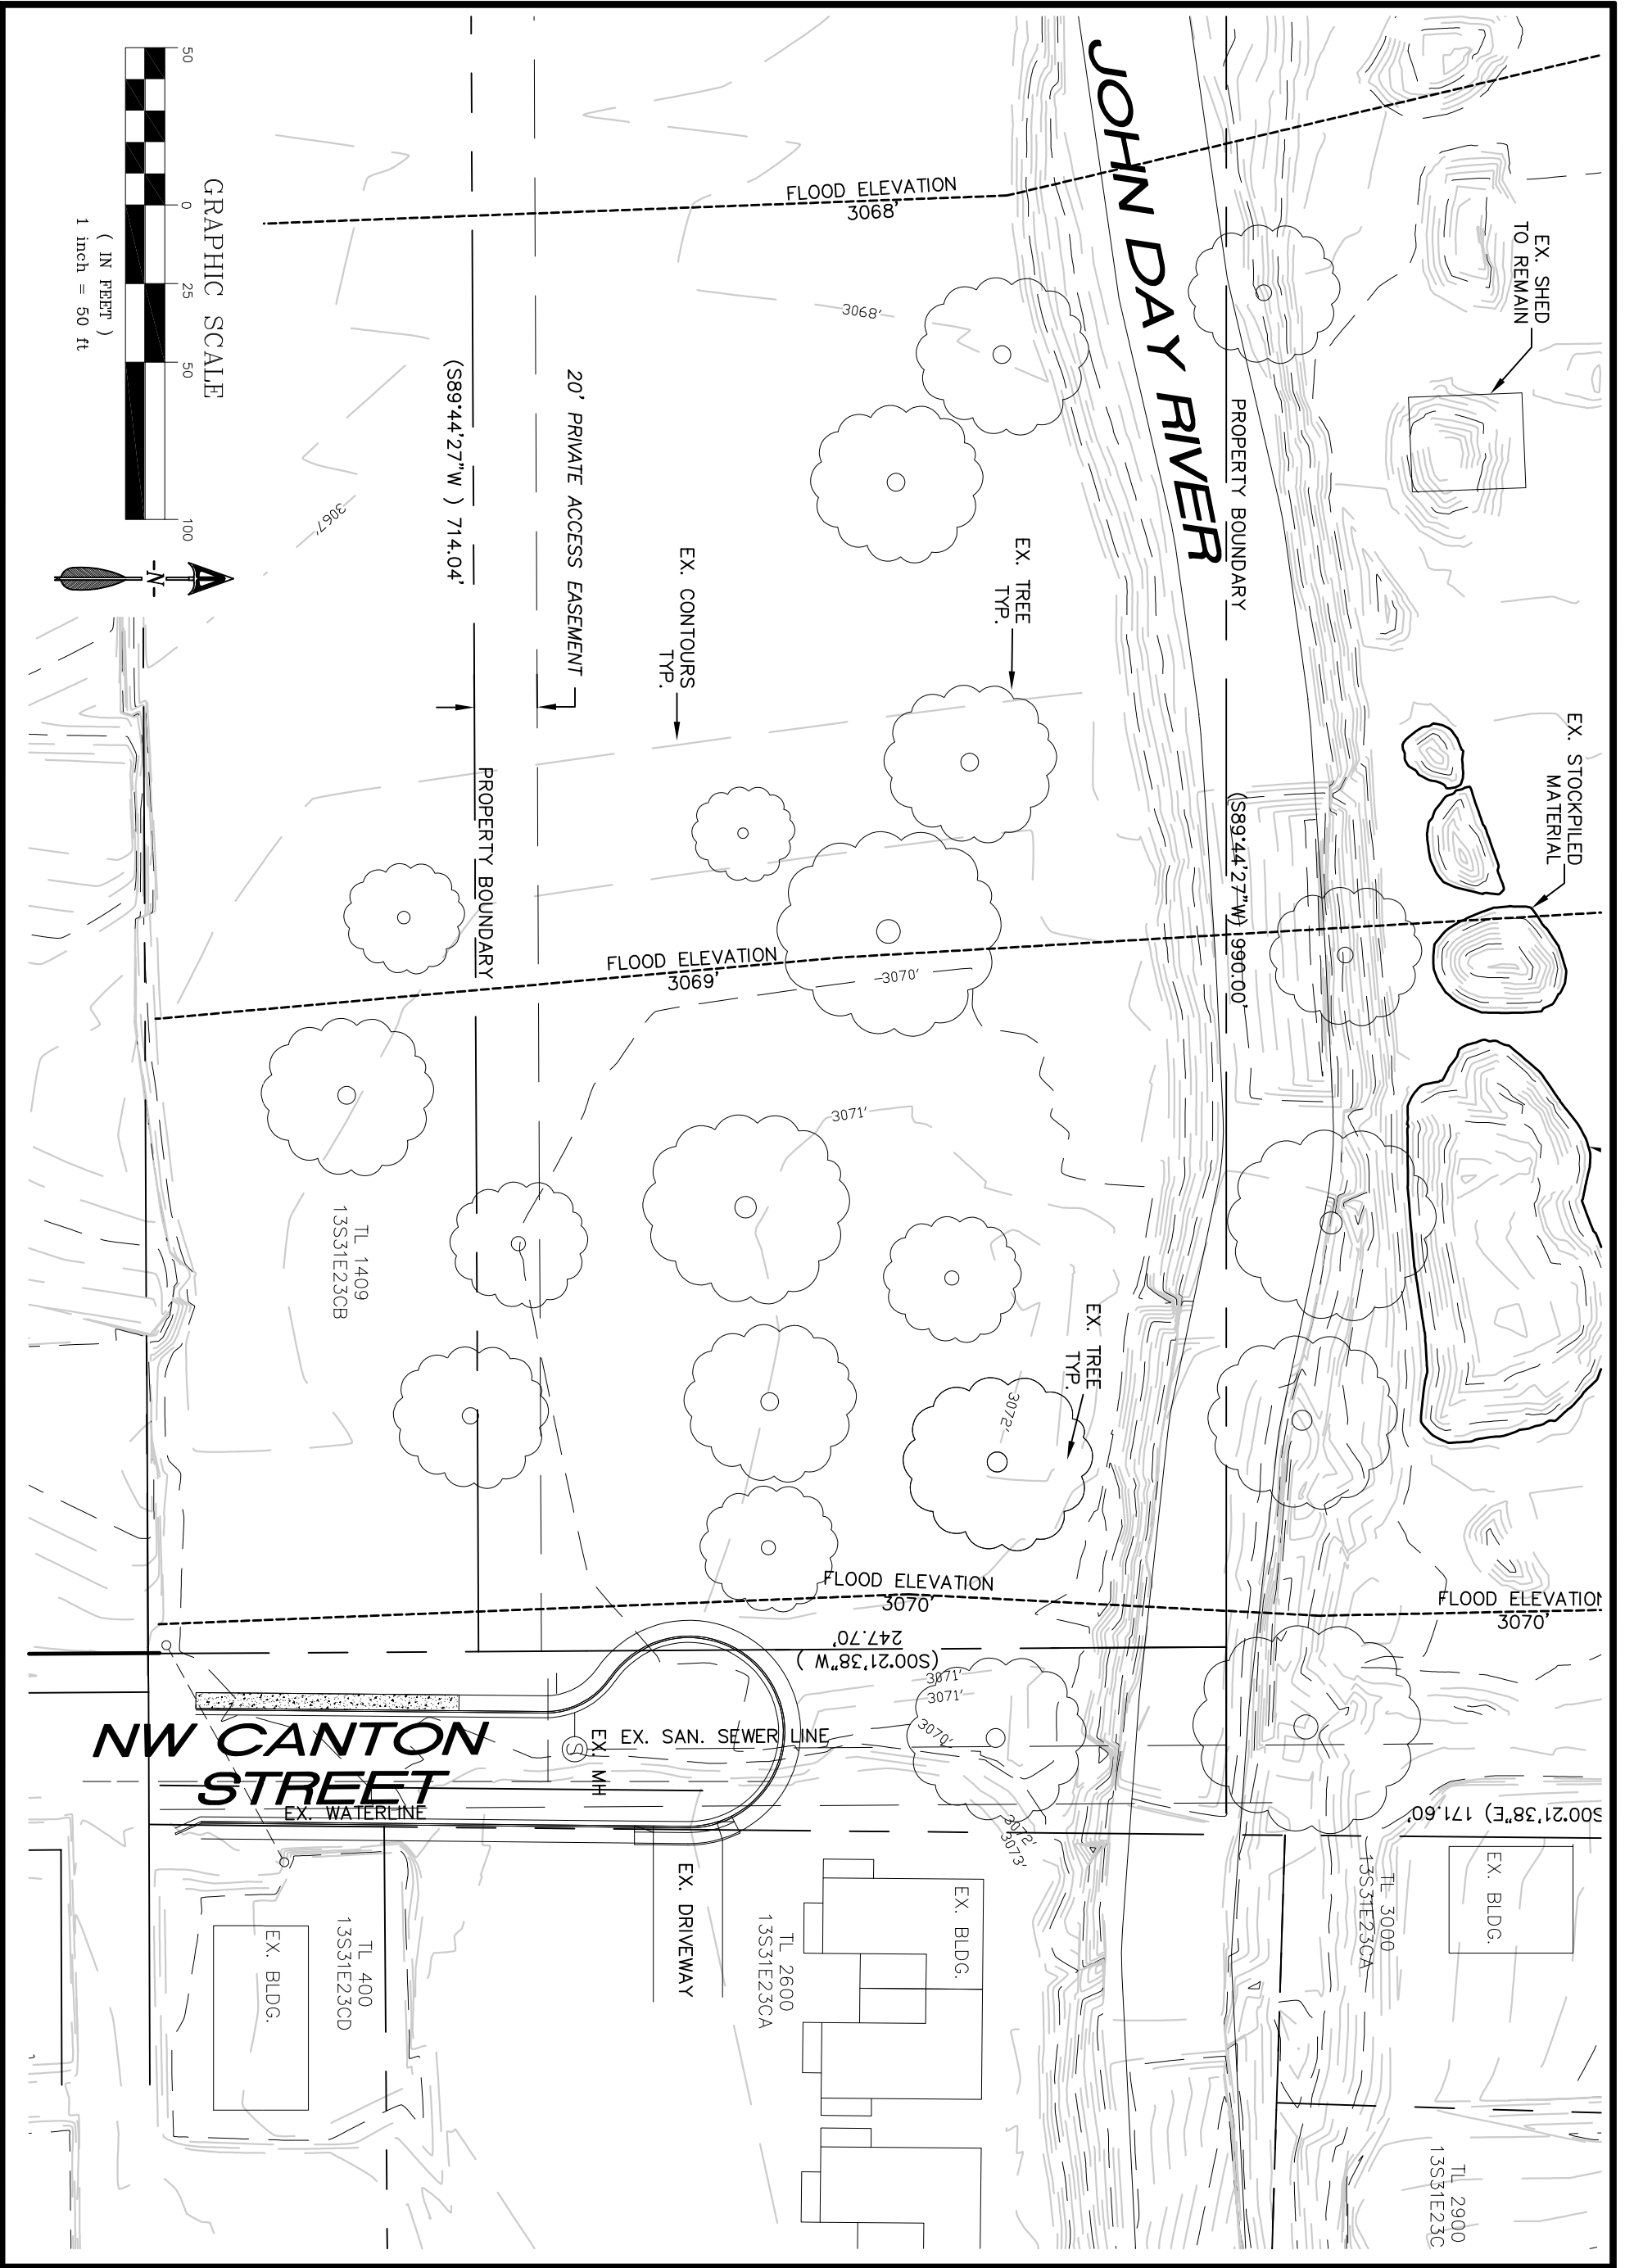 JOHN DAY RIVER
FLOOD ELEVATION
3068'
EX. SHED
TO REMAIN
3068'
PROPERTY BOUNDARY
20' PRIVATE ACCESS EASEMENT
(S89°44'27"W ) 714.04'
3067'
EX. CONTOURS
TYP.
EX. TREE
TYP.
EX. STOCKPILED
MATERIAL
(S89°44'27"W) 990.00'
PROPERTY BOUNDARY
FLOOD ELEVATION
3069'
3070'
3071'
TL 1409
13S31E23CB
EX. TREE
TYP.
3072'
FLOOD ELEVATION
3070'
FLOOD ELEVATION
3070'
(S00°21'38"W )
247.70'
3071'
3071'
3070'
3072'
3073'
NW CANTON
STREET
EX. SAN. SEWER LINE
EX. MH
S
EX. WATERLINE
EX. DRIVEWAY
S00°21'38"E) 171.60'
TL 3000
13S31E23CA
EX. BLDG.
EX. BLDG.
TL 2600
13S31E23CA
TL 400
13S31E23CD
EX. BLDG.
TL 2900
13S31E23C
GRAPHIC SCALE
50
0
25
50
100
( IN FEET )
1 inch = 50 ft
-N-